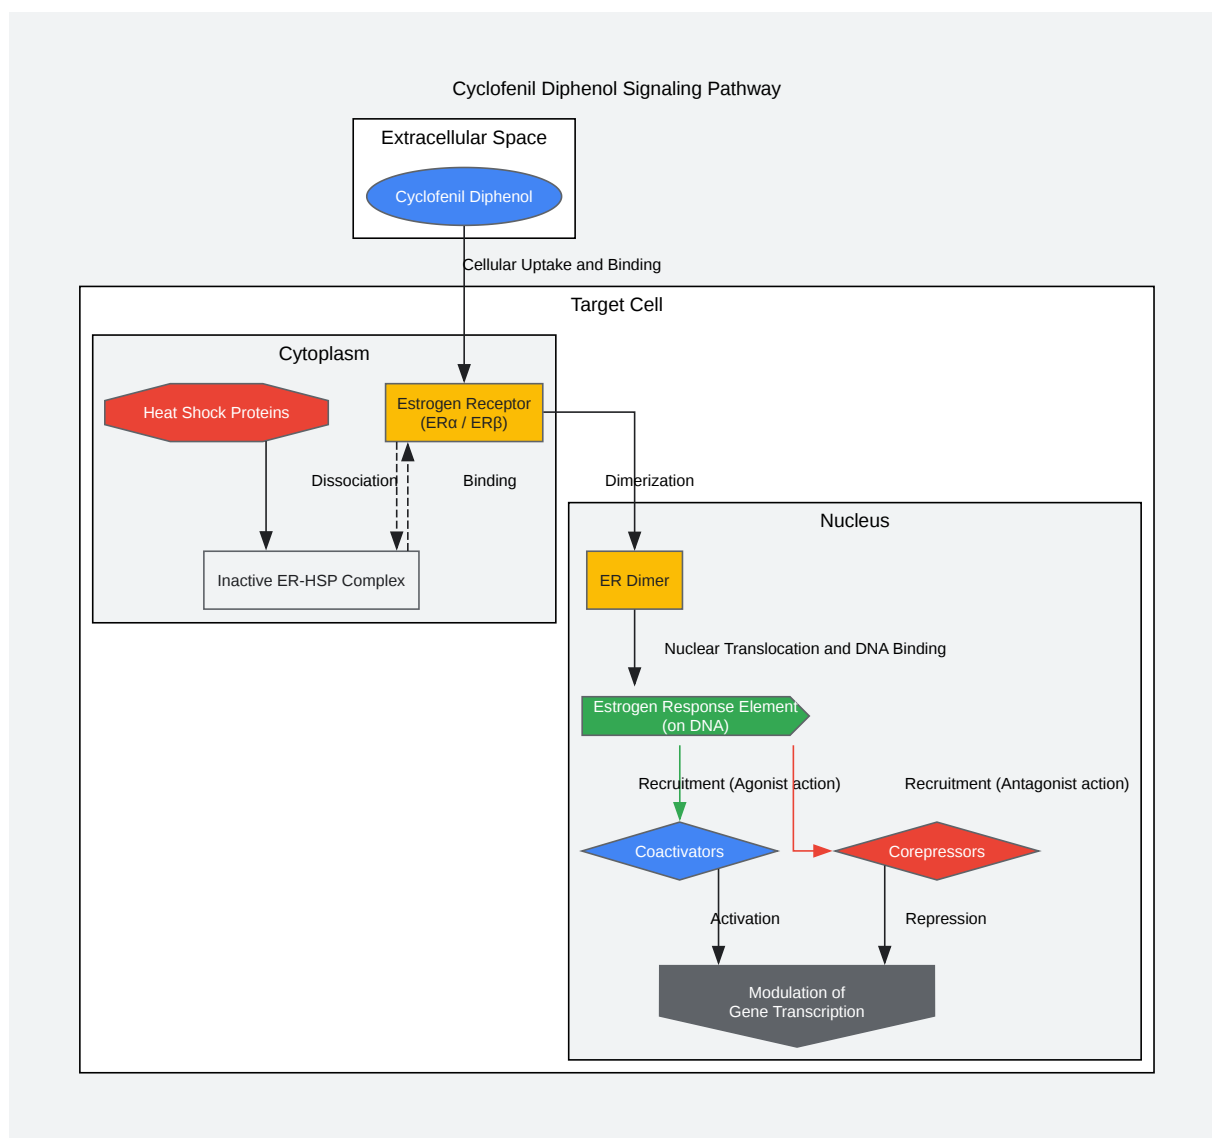 Cyclofenil Diphenol Signaling Pathway
Extracellular Space
Cyclofenil Diphenol
Cellular Uptake and Binding
Target Cell
Cytoplasm
Heat Shock Proteins
Estrogen Receptor
(ERα / ERβ)
Dissociation
Binding
Dimerization
Nucleus
Inactive ER-HSP Complex
ER Dimer
Nuclear Translocation and DNA Binding
Estrogen Response Element
(on DNA)
Recruitment (Agonist action)
Recruitment (Antagonist action)
Coactivators
Corepressors
Activation
Repression
Modulation of
Gene Transcription